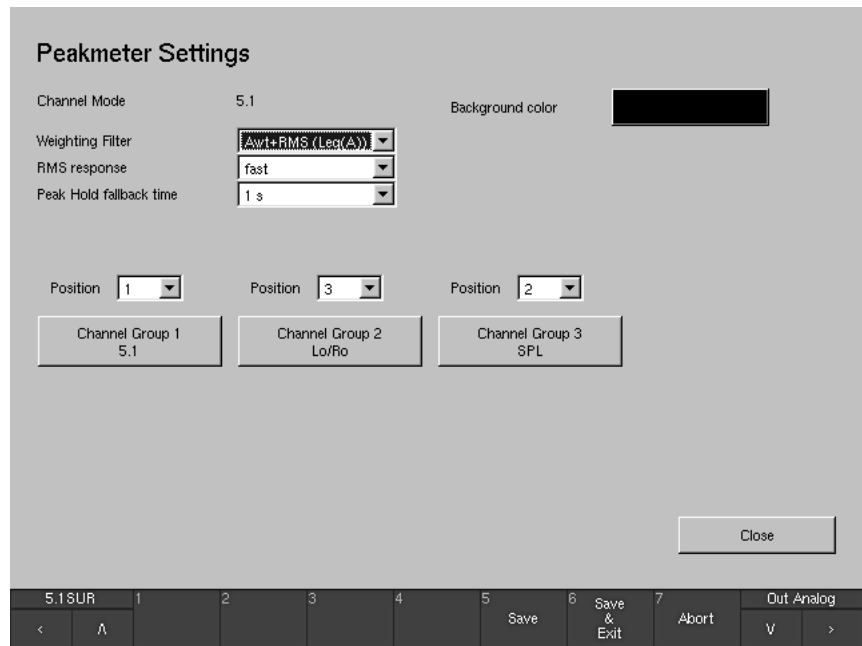 Peakmeter Settings
Channel Mode 5.1 Background color
Weighting Filter Awt+RMS (Leq(A))
RMS response fast
Peak Hold fallback time 1 s
Position 1 Position 3 Position 2
Channel Group 1
5.1
Channel Group 2
Lo/Ro
Channel Group 3
SPL
Close
5.1SUR 1 2 3 4 5 6 7 Out Analog
< Λ Save Save & Exit Abort V >